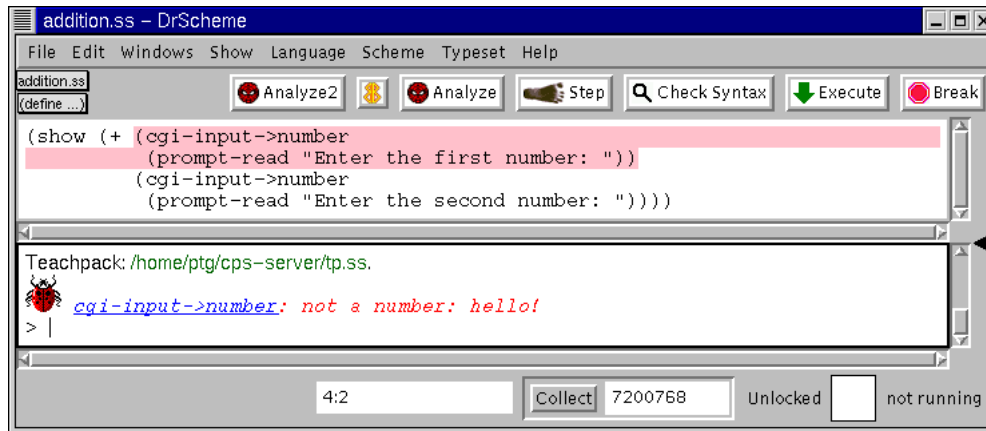 addition.ss – DrScheme
File Edit Windows Show Language Scheme Typeset Help
addition.ss
(define ...)
Analyze2 Analyze Step Check Syntax Execute Break
(show (+ (cgi-input->number
(prompt-read "Enter the first number: "))
(cgi-input->number
(prompt-read "Enter the second number: "))))
Teachpack: /home/ptg/cps-server/tp.ss.
cgi-input->number: not a number: hello!
>
4:2 Collect 7200768 Unlocked not running